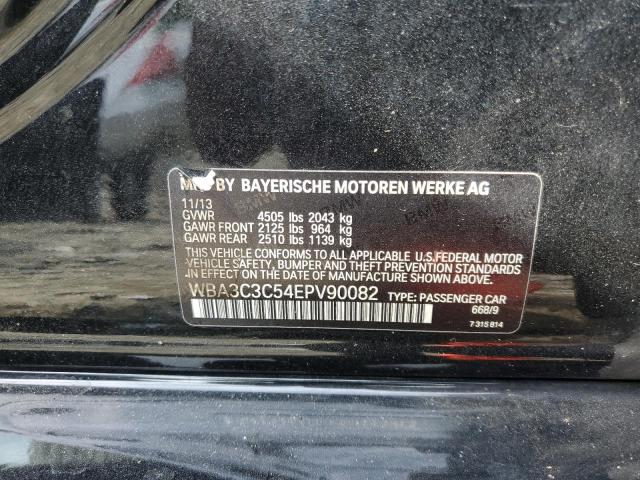 BY BAYERISCHE MOTOREN WERKE AG
11/13
GVWR 4505 lbs 2043 kg
GAWR FRONT 2125 lbs 964 kg
GAWR REAR 2510 lbs 1139 kg
THIS VEHICLE CONFORMS TO ALL APPLICABLE U.S. FEDERAL MOTOR
VEHICLE SAFETY, BUMPER AND THEFT PREVENTION STANDARDS
IN EFFECT ON THE DATE OF MANUFACTURE SHOWN ABOVE.
WBA3C3C54EPV90082 TYPE: PASSENGER CAR
668/9
7 315 814